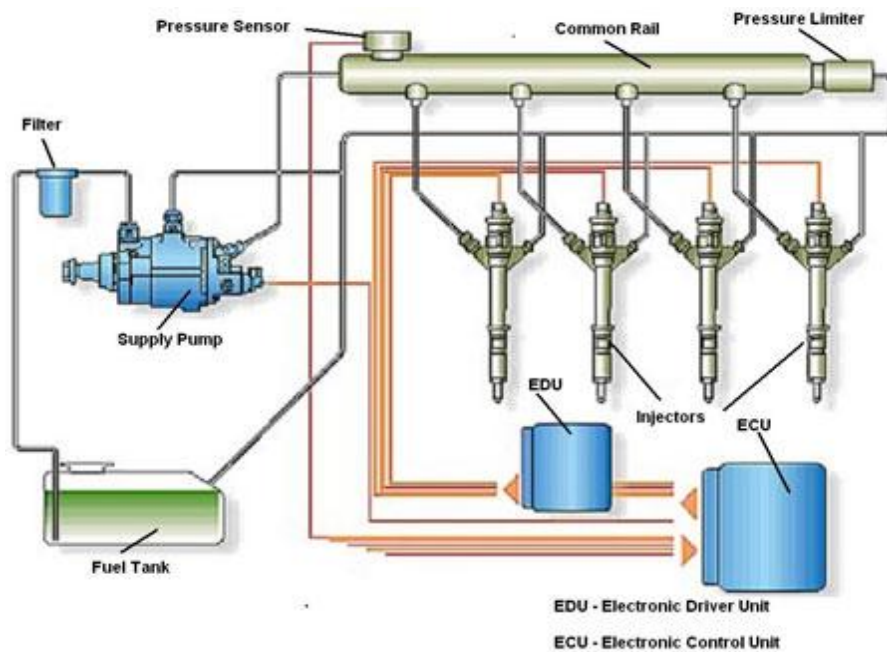 Pressure Sensor
Common Rail
Pressure Limiter
Filter
Supply Pump
EDU
Injectors
ECU
Fuel Tank
EDU - Electronic Driver Unit
ECU - Electronic Control Unit